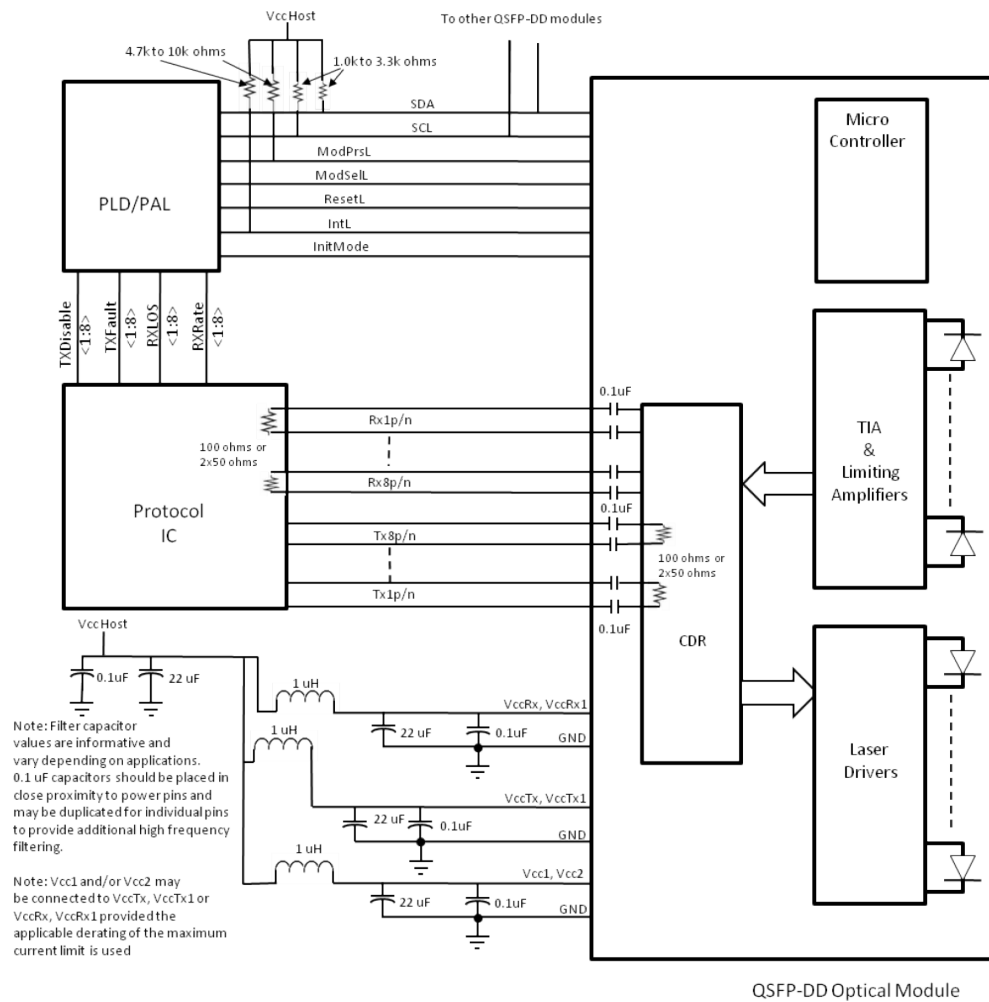 VccHost
To other QSFP-DD modules
4.7k to 10k ohms
1.0k to 3.3k ohms
SDA
SCL
ModPrsL
ModSelL
ResetL
IntL
InitMode
PLD/PAL
Micro
Controller
TXDisable
<1:8>
TXFault
<1:8>
RXLOS
<1:8>
RXRate
<1:8>
0.1uF
Rx1p/n
100 ohms or
2x50 ohms
Rx8p/n
0.1uF
Protocol
IC
Tx8p/n
100 ohms or
2x50 ohms
Tx1p/n
0.1uF
TIA
&
Limiting
Amplifiers
CDR
VccHost
0.1uF
22 uF
1 uH
VccRx, VccRx1
22 uF
0.1uF
GND
Note: Filter capacitor
values are informative and
vary depending on applications.
0.1 uF capacitors should be placed in
close proximity to power pins and
may be duplicated for individual pins
to provide additional high frequency
filtering.
1 uH
VccTx, VccTx1
22 uF
0.1uF
GND
Laser
Drivers
1 uH
Vcc1, Vcc2
22 uF
0.1uF
GND
Note: Vcc1 and/or Vcc2 may
be connected to VccTx, VccTx1 or
VccRx, VccRx1 provided the
applicable derating of the maximum
current limit is used
QSFP-DD Optical Module